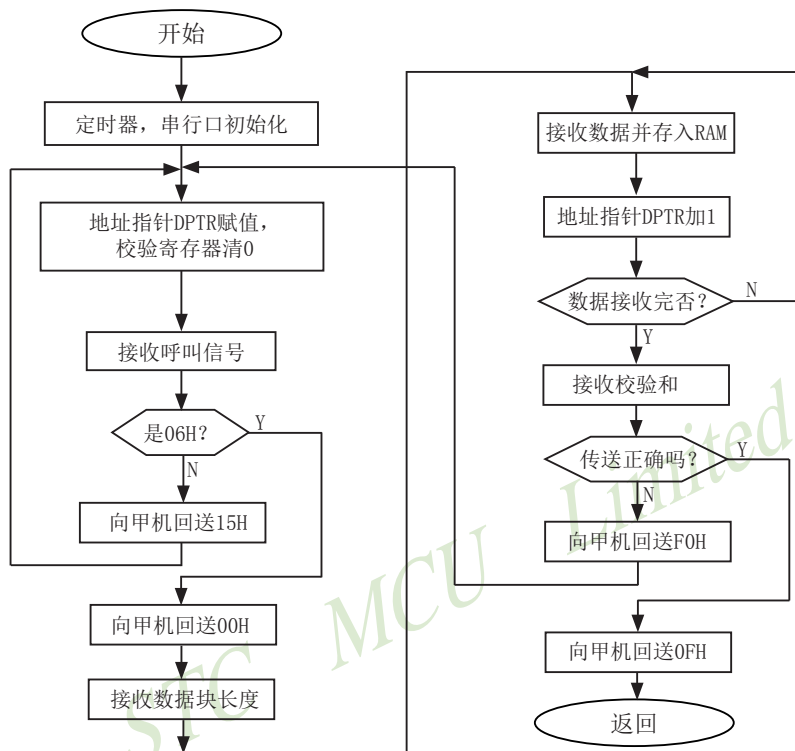 开始
定时器，串行口初始化
地址指针DPTR赋值，
校验寄存器清0
接收呼叫信号
是06H？
Y
N
向甲机回送15H
向甲机回送00H
接收数据块长度
接收数据并存入RAM
地址指针DPTR加1
数据接收完否？
N
Y
接收校验和
传送正确吗？
Y
N
向甲机回送F0H
向甲机回送0FH
返回
STC MCU Limited